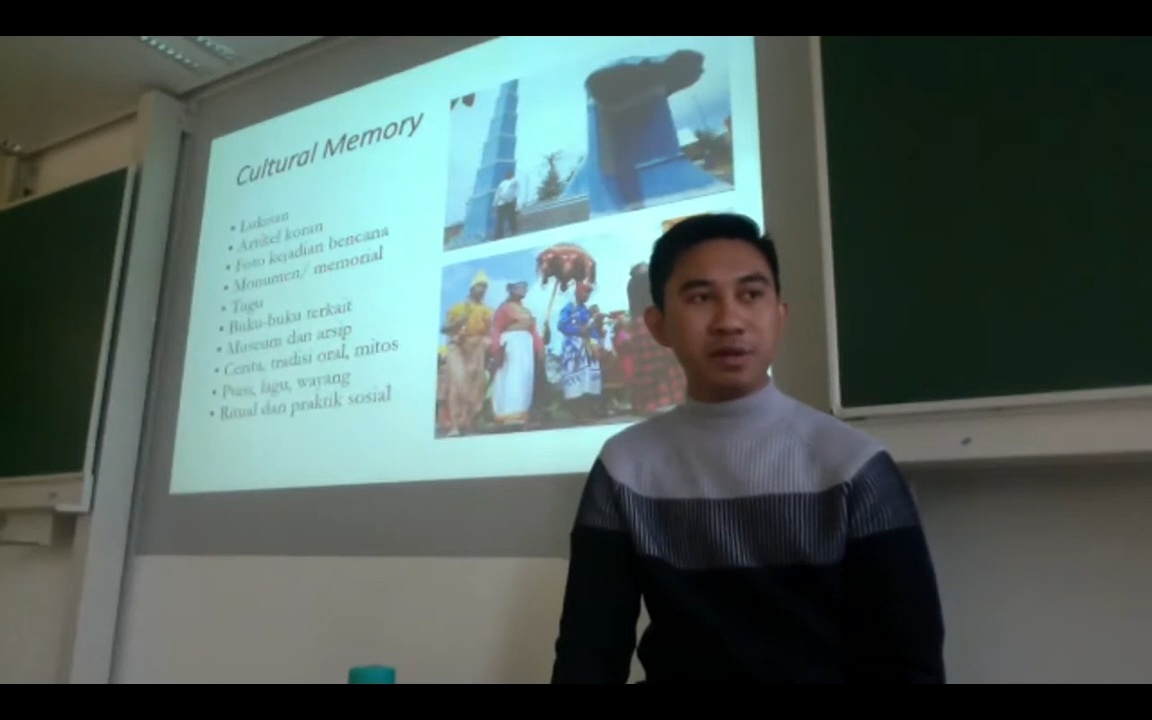 Cultural Memory
• Lukisan
• Artikel koran
• Foto kejadian bencana
• Monumen/ memorial
• Tugu
• Buku-buku terkait
• Museum dan arsip
• Cerita, tradisi oral, mitos
• Puisi, lagu, wayang
• Ritual dan praktik sosial